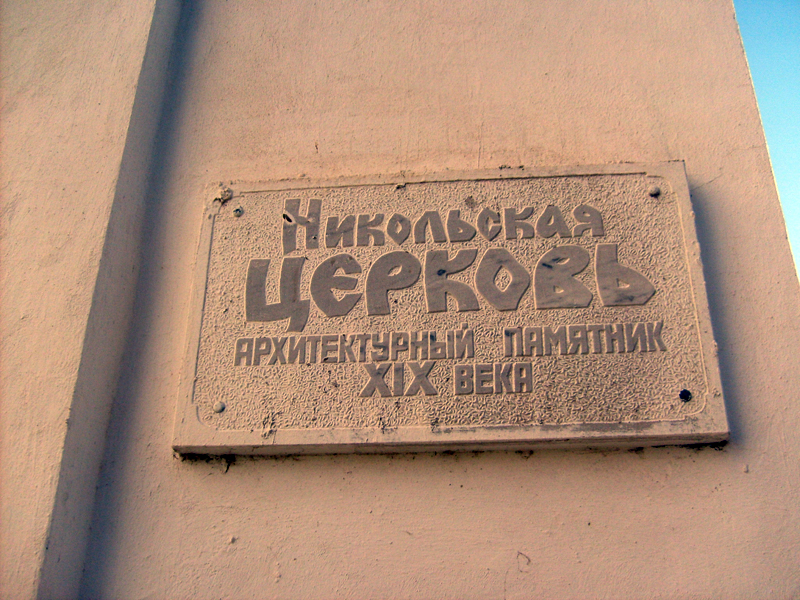 Никольская
церковь
АРХИТЕКТУРНЫЙ ПАМЯТНИК
XIX ВЕКА